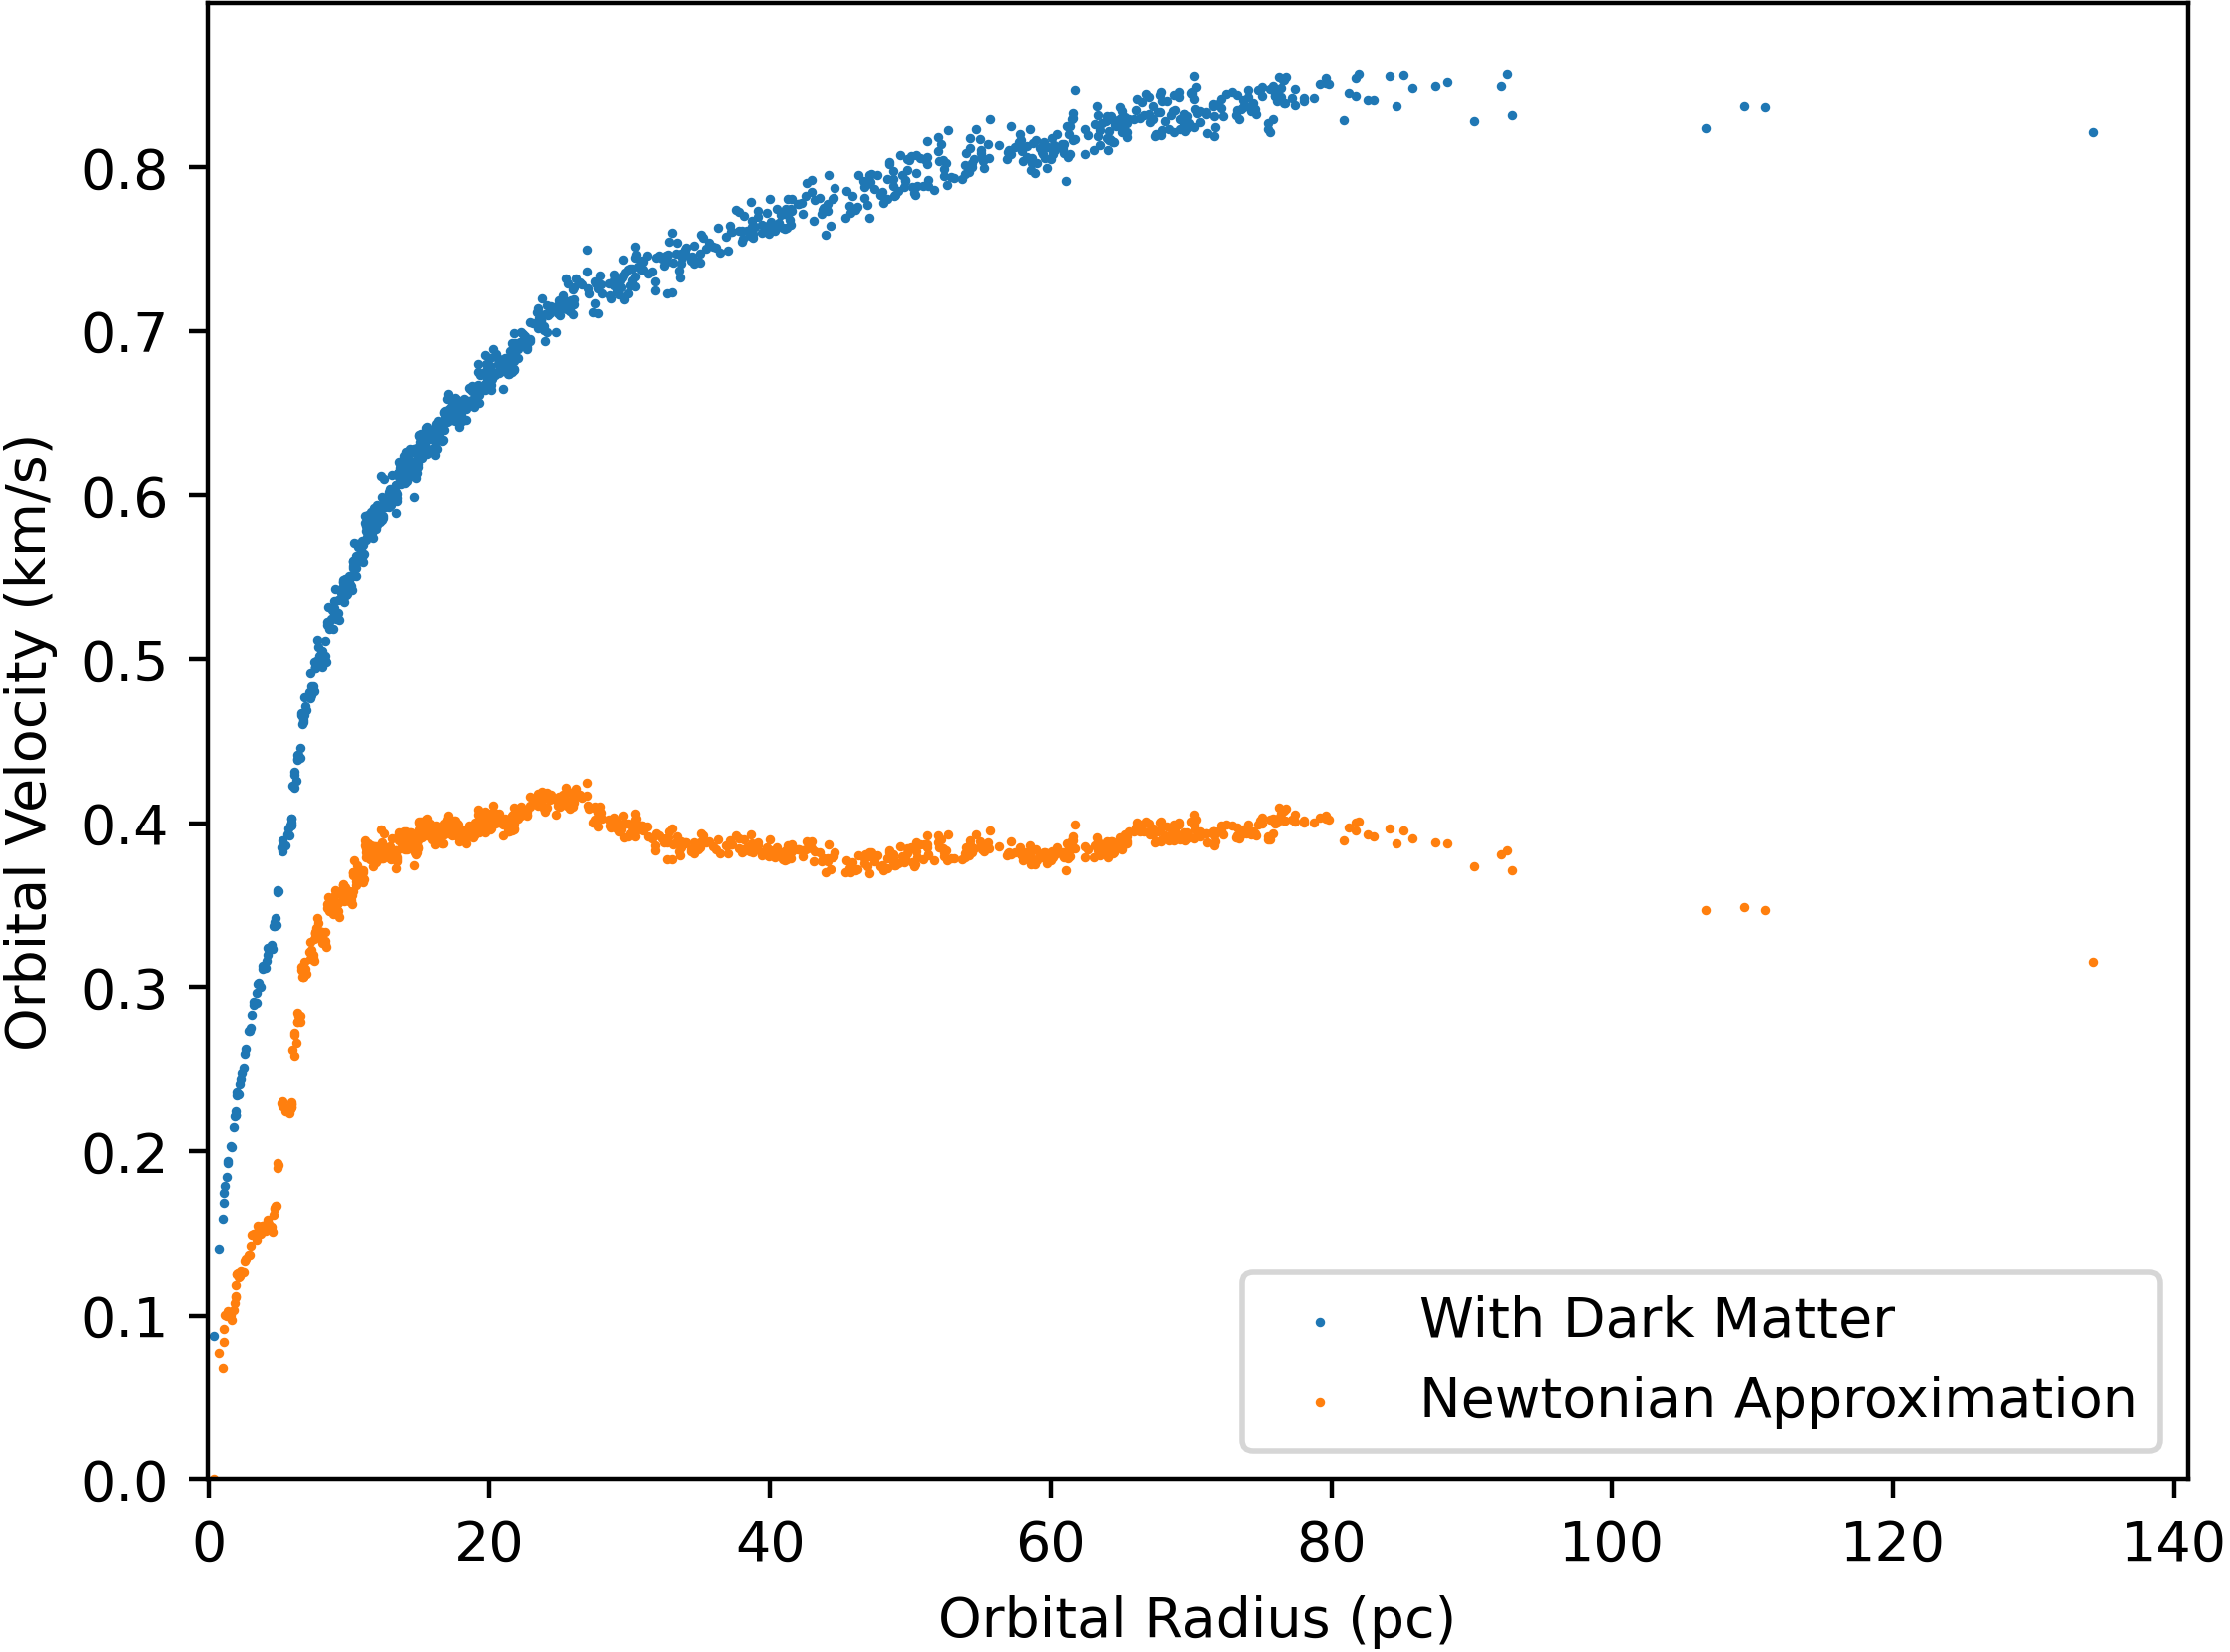 Orbital Velocity (km/s)
0.8
0.7
0.6
0.5
0.4
0.3
0.2
0.1
0.0
With Dark Matter
Newtonian Approximation
0 20 40 60 80 100 120 140
Orbital Radius (pc)